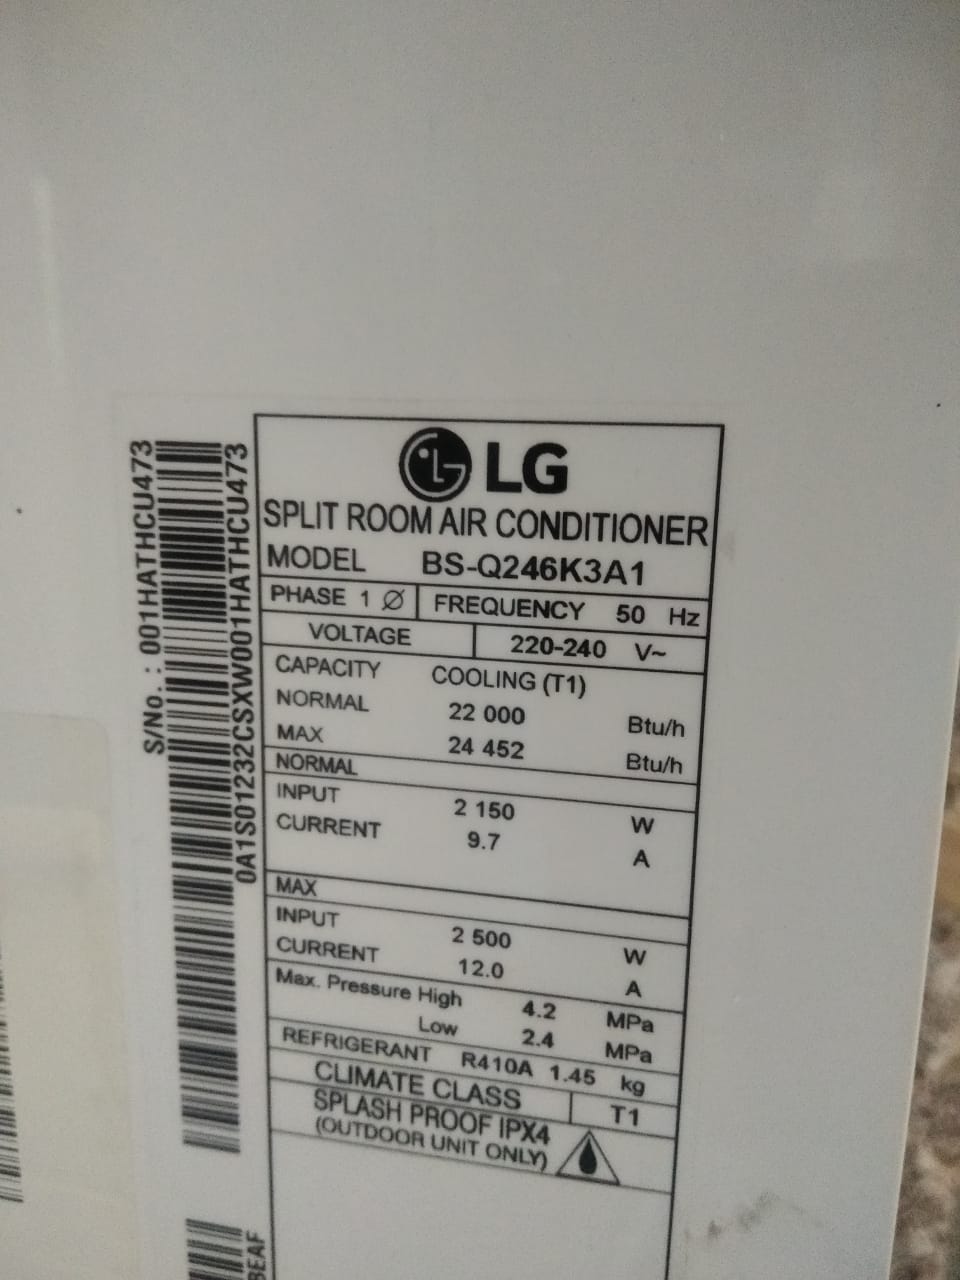 LG
SPLIT ROOM AIR CONDITIONER
MODEL BS-Q246K3A1
PHASE 1 Ø FREQUENCY 50 Hz
VOLTAGE 220-240 V~
CAPACITY COOLING (T1)
NORMAL 22 000 Btu/h
MAX 24 452 Btu/h
NORMAL
INPUT 2 150 W
CURRENT 9.7 A
MAX
INPUT 2 500 W
CURRENT 12.0 A
Max. Pressure High 4.2 MPa
Low 2.4 MPa
REFRIGERANT R410A 1.45 kg
CLIMATE CLASS T1
SPLASH PROOF IPX4
(OUTDOOR UNIT ONLY)
S/No. : 001HATHCU473
0A1S01232CSXW001HATHCU473